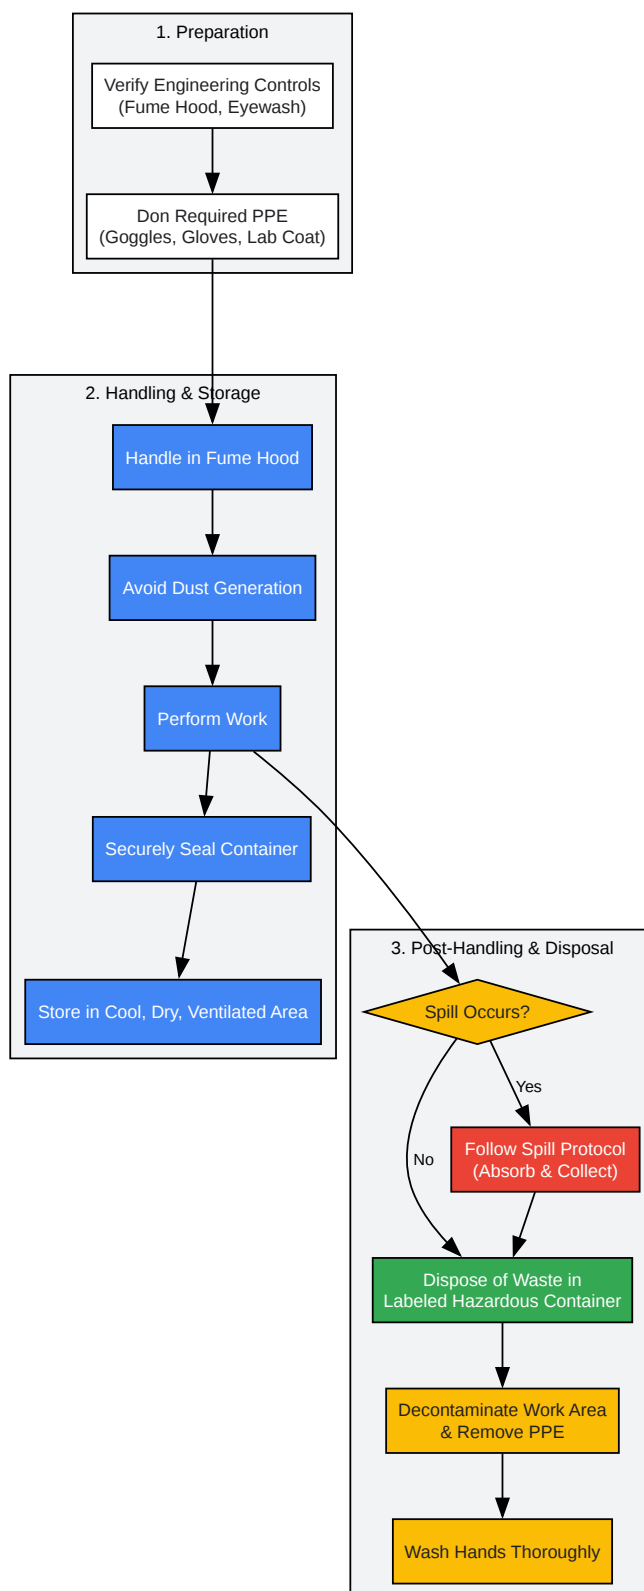 1. Preparation
Verify Engineering Controls
(Fume Hood, Eyewash)
Don Required PPE
(Goggles, Gloves, Lab Coat)
2. Handling & Storage
Handle in Fume Hood
Avoid Dust Generation
Perform Work
Securely Seal Container
Store in Cool, Dry, Ventilated Area
3. Post-Handling & Disposal
Spill Occurs?
Yes
No
Follow Spill Protocol
(Absorb & Collect)
Dispose of Waste in
Labeled Hazardous Container
Decontaminate Work Area
& Remove PPE
Wash Hands Thoroughly